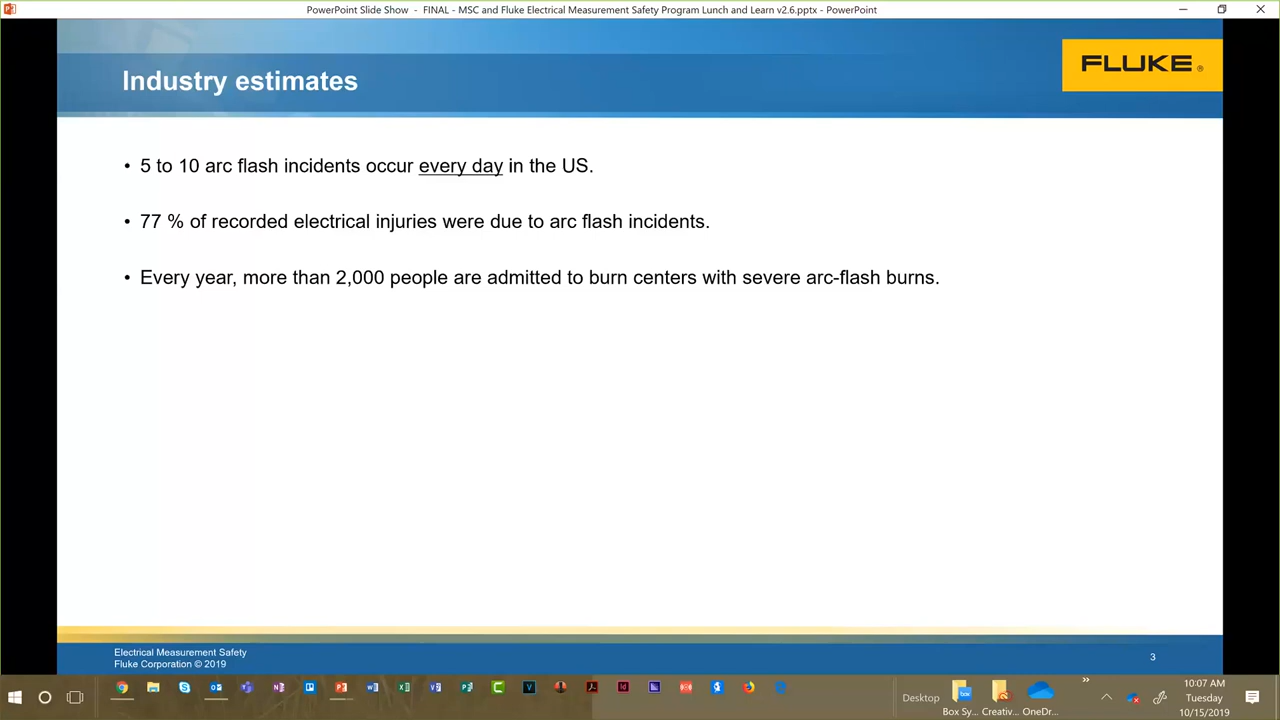 PowerPoint Slide Show - FINAL - MSC and Fluke Electrical Measurement Safety Program Lunch and Learn v2.6.pptx - PowerPoint
FLUKE®
Industry estimates
• 5 to 10 arc flash incidents occur every day in the US.
• 77 % of recorded electrical injuries were due to arc flash incidents.
• Every year, more than 2,000 people are admitted to burn centers with severe arc-flash burns.
Electrical Measurement Safety
Fluke Corporation © 2019
3
Desktop
Box Sy... Creativ... OneDr...
10:07 AM
Tuesday
10/15/2019